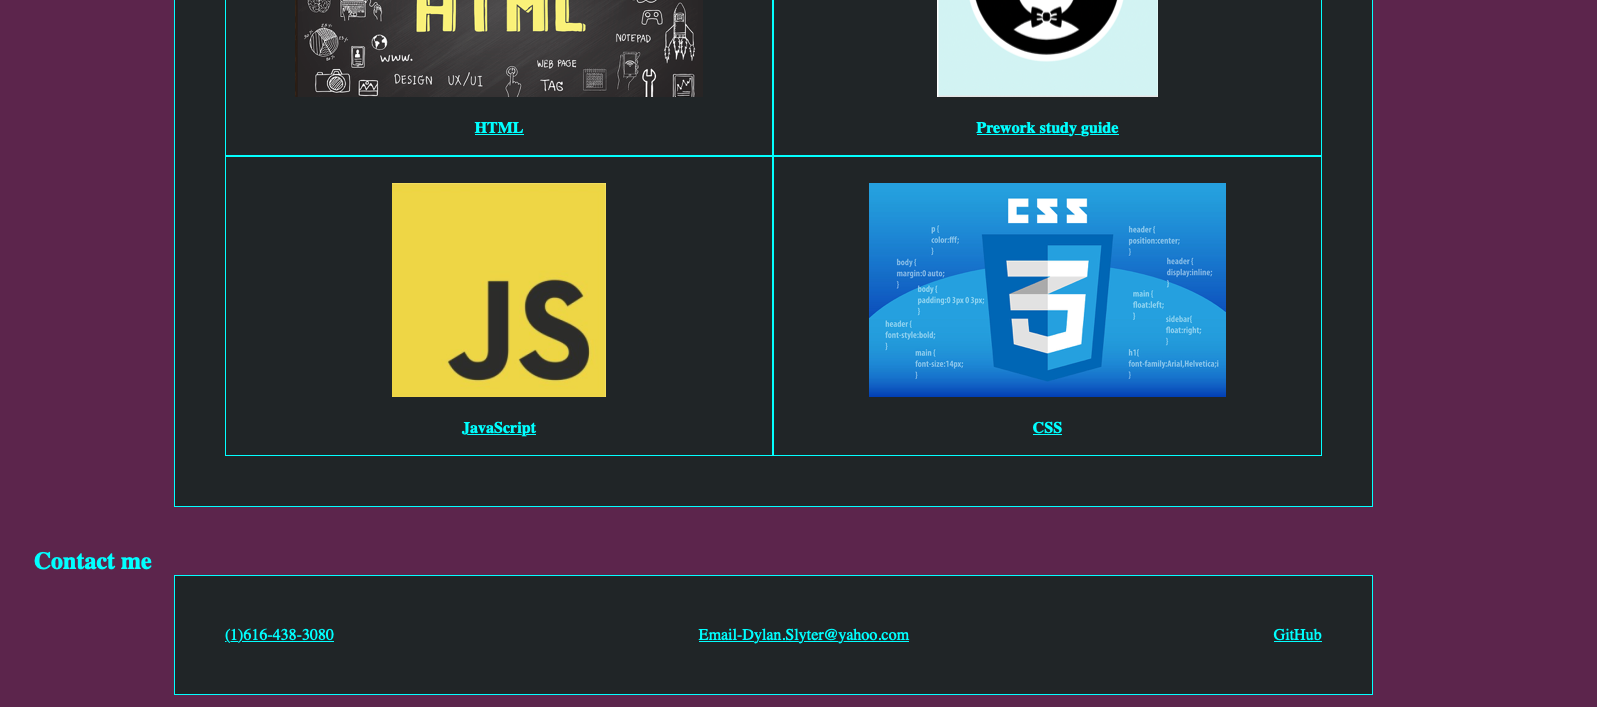 HTML
WWW.
NOTEPAD
DESIGN
UX/UI
WEB PAGE
TAG
HTML
Prework study guide
JS
CSS
p {
color:fff;
}
header {
position:center;
}
body {
margin:0 auto;
}
header {
display:inline;
}
body {
padding:0 3px 0 3px;
}
main {
float:left;
}
header {
font-style:bold;
}
sidebar{
float:right;
}
main {
font-size:14px;
}
h1{
font-family:Arial,Helvetica;i
}
JavaScript
CSS
Contact me
(1)616-438-3080
Email-Dylan.Slyter@yahoo.com
GitHub